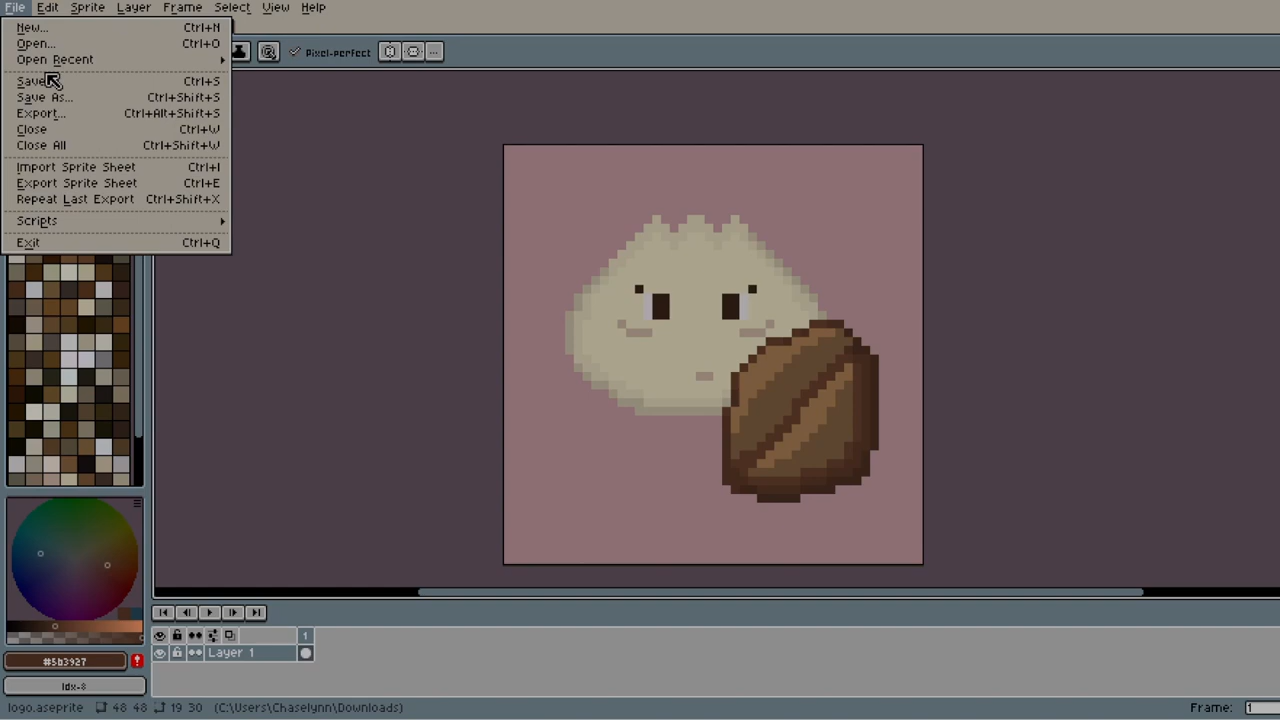 File Edit Sprite Layer Frame Select View Help
New... Ctrl+N
Open... Ctrl+O
Open Recent
Save Ctrl+S
Save As... Ctrl+Shift+S
Export... Ctrl+Alt+Shift+S
Close Ctrl+W
Close All Ctrl+Shift+W
Import Sprite Sheet Ctrl+I
Export Sprite Sheet Ctrl+E
Repeat Last Export Ctrl+Shift+X
Scripts
Exit Ctrl+Q
Pixel-perfect ...
1
Layer 1
#5b3927
Idx-8
logo.aseprite 48 48 19 30 (C:\Users\Chaselynn\Downloads) Frame: 1